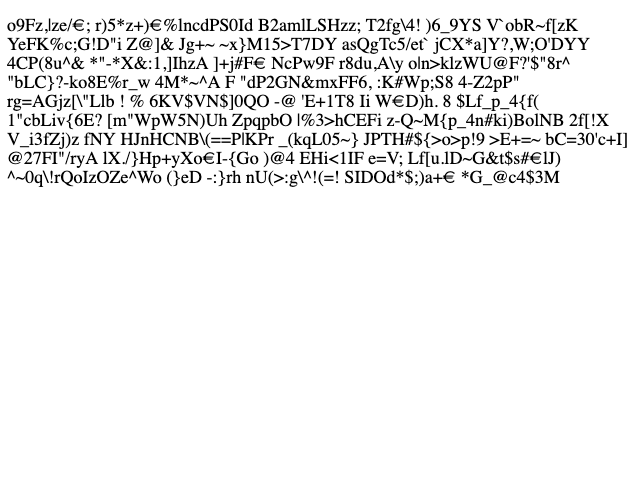 o9Fz,|ze/€; r)5*z+)€%lncdPS0Id B2amlLSHzz; T2fg\4! )6_9YS V`obR~f[zK
YeFK%c;G!D"i Z@]& Jg+~ ~x}M15>T7DY asQgTc5/et` jCX*a]Y?,W;O'DYY
4CP(8u^& *"-*X&:1,]IhzA ]+j#F€ NcPw9F r8du,A\y oln>klzWU@F?'$"8r^
"bLC}?-ko8E%r_w 4M*~^A F "dP2GN&mxFF6, :K#Wp;S8 4-Z2pP"
rg=AGjz[\"Llb ! % 6KV$VN$]0QO -@ 'E+1T8 Ii W€D)h. 8 $Lf_p_4{f(
1"cbLiv{6E? [m"WpW5N)Uh ZpqpbO l%3>hCEFi z-Q~M{p_4n#ki)BolNB 2f[!X
V_i3fZj)z fNY HJnHCNB\(==P|KPr _(kqL05~} JPTH#${>o>p!9 >E+=~ bC=30'c+I]
@27FI"/ryA lX./}Hp+yXo€I-{Go )@4 EHi<1IF e=V; Lf[u.lD~G&t$s#€lJ)
^~0q\!rQoIzOZe^Wo (}eD -:}rh nU(>:g\^!(=! SIDOd*$;)a+€ *G_@c4$3M